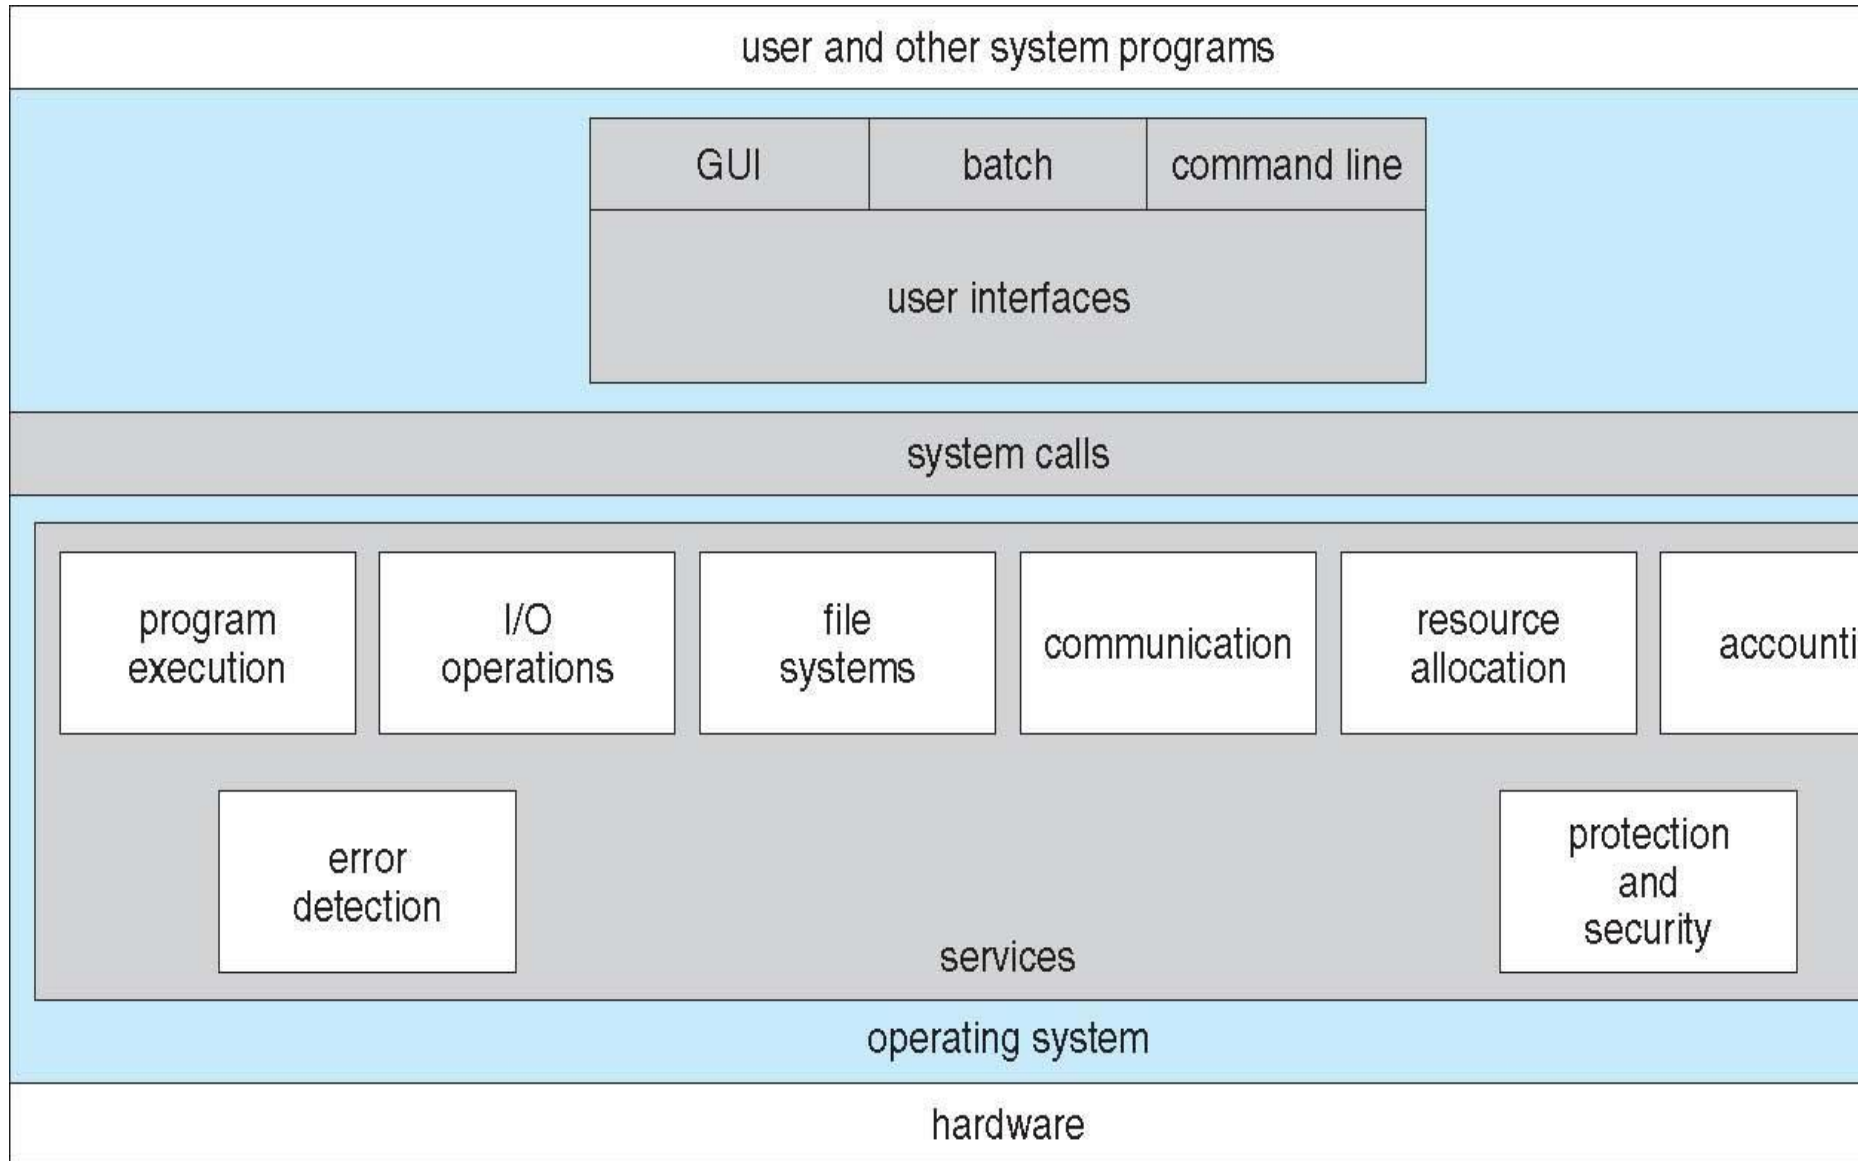 user and other system programs
GUI
batch
command line
user interfaces
system calls
program
execution
I/O
operations
file
systems
communication
resource
allocation
accounti
error
detection
protection
and
security
services
operating system
hardware